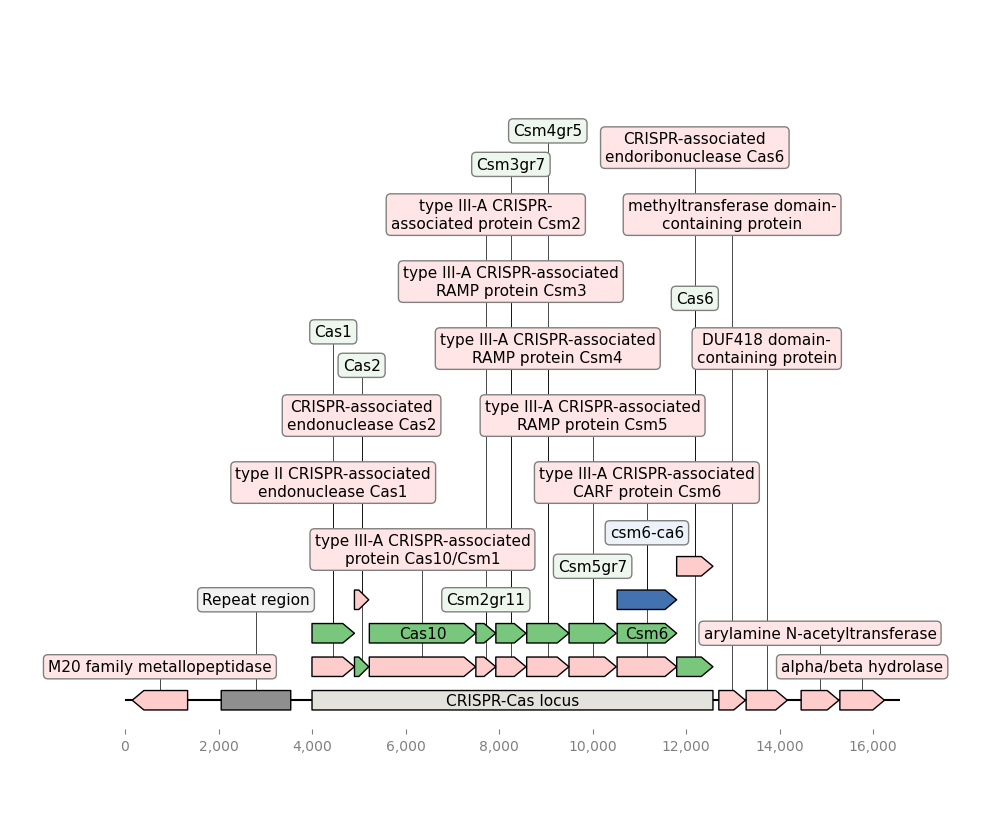 Csm4gr5
CRISPR-associated
endoribonuclease Cas6
Csm3gr7
type III-A CRISPR-
associated protein Csm2
methyltransferase domain-
containing protein
type III-A CRISPR-associated
RAMP protein Csm3
Cas6
Cas1
type III-A CRISPR-associated
RAMP protein Csm4
DUF418 domain-
containing protein
Cas2
CRISPR-associated
endonuclease Cas2
type III-A CRISPR-associated
RAMP protein Csm5
type II CRISPR-associated
endonuclease Cas1
type III-A CRISPR-associated
CARF protein Csm6
csm6-ca6
type III-A CRISPR-associated
protein Cas10/Csm1
Csm5gr7
Repeat region
Csm2gr11
Cas10
Csm6
arylamine N-acetyltransferase
M20 family metallopeptidase
alpha/beta hydrolase
CRISPR-Cas locus
0 2,000 4,000 6,000 8,000 10,000 12,000 14,000 16,000